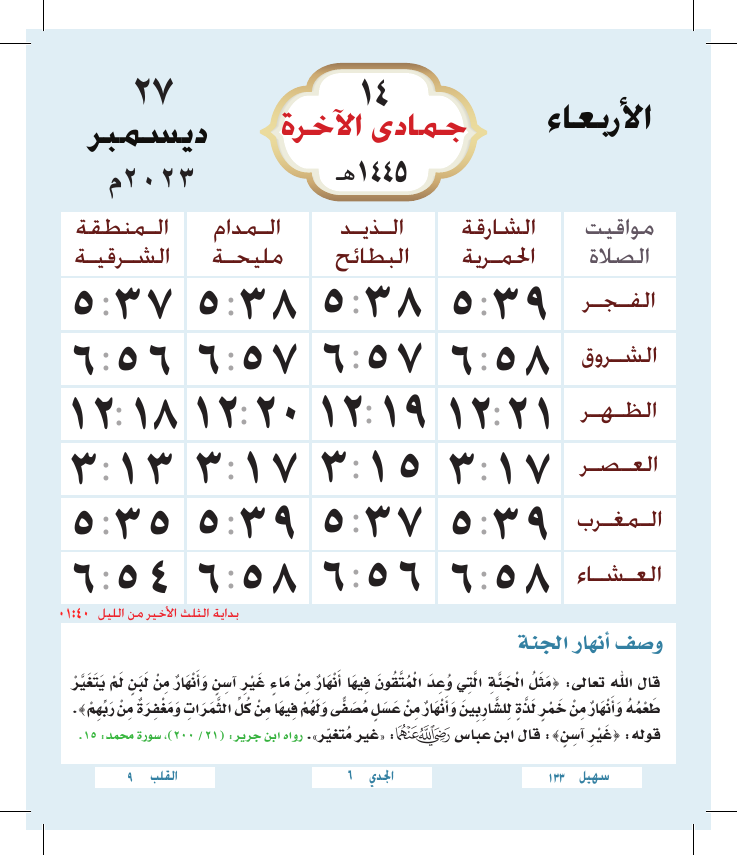 الأربعاء
١٤
جمادى الآخرة
١٤٤٥هـ
٢٧
ديسمبر
٢٠٢٣م
مواقيت الصلاة	الشارقة الحمرية	الذيد البطائح	المدام مليحة	المنطقة الشرقية
الفجر	٥:٣٩	٥:٣٨	٥:٣٨	٥:٣٧
الشروق	٦:٥٨	٦:٥٧	٦:٥٧	٦:٥٦
الظهر	١٢:٢١	١٢:١٩	١٢:٢٠	١٢:١٨
العصر	٣:١٧	٣:١٥	٣:١٧	٣:١٣
المغرب	٥:٣٩	٥:٣٧	٥:٣٩	٥:٣٥
العشاء	٦:٥٨	٦:٥٦	٦:٥٨	٦:٥٤
بداية الثلث الأخير من الليل ٠١:٤٠
وصف أنهار الجنة
قال الله تعالى: ﴿مَثَلُ الْجَنَّةِ الَّتِي وُعِدَ الْمُتَّقُونَ فِيهَا أَنْهَارٌ مِنْ مَاءٍ غَيْرِ آسِنٍ وَأَنْهَارٌ مِنْ لَبَنٍ لَمْ يَتَغَيَّرْ
طَعْمُهُ وَأَنْهَارٌ مِنْ خَمْرٍ لَذَّةٍ لِلشَّارِبِينَ وَأَنْهَارٌ مِنْ عَسَلٍ مُصَفًّى وَلَهُمْ فِيهَا مِنْ كُلِّ الثَّمَرَاتِ وَمَغْفِرَةٌ مِنْ رَبِّهِمْ﴾.
قوله: ﴿غَيْرِ آسِنٍ﴾: قال ابن عباس رَضِيَ اللَّهُ عَنْهُمَا: «غير مُتغيّر». رواه ابن جرير: (٢١ / ٢٠٠)، سورة محمد: ١٥.
سهيل ١٣٣
الجدي ٦
القلب ٩